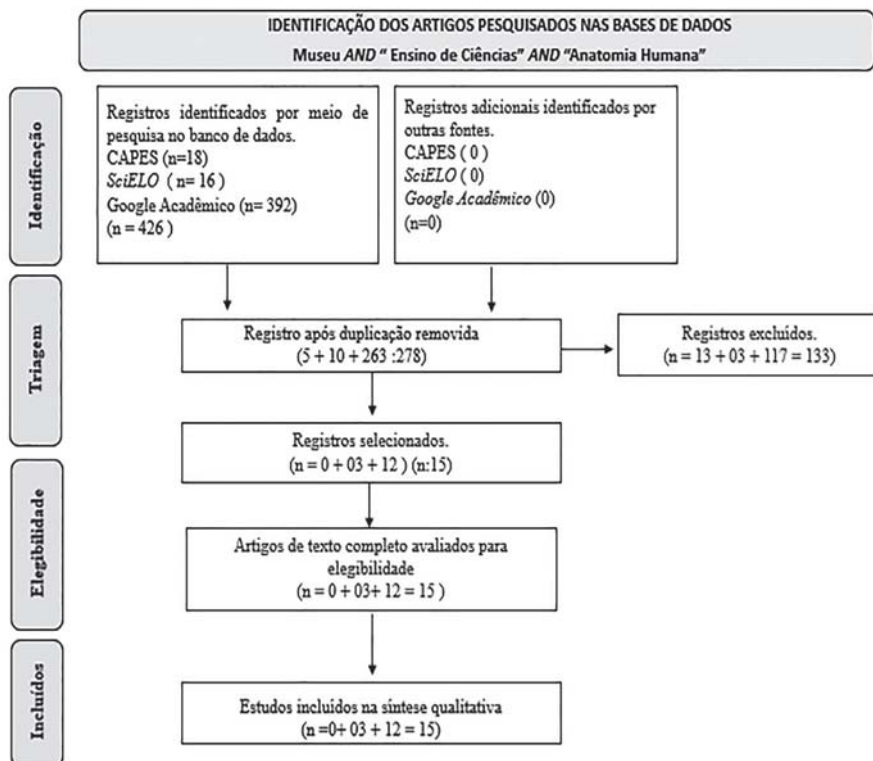 IDENTIFICAÇÃO DOS ARTIGOS PESQUISADOS NAS BASES DE DADOS
Museu AND “ Ensino de Ciências” AND “Anatomia Humana”
Identificação
Registros identificados por meio de
pesquisa no banco de dados.
CAPES (n=18)
SciELO ( n= 16 )
Google Acadêmico (n= 392)
(n = 426 )
Registros adicionais identificados por
outras fontes.
CAPES ( 0 )
SciELO ( 0)
Google Acadêmico (0)
(n=0)
Triagem
Registro após duplicação removida
(5 + 10 + 263 :278)
Registros excluídos.
(n = 13 + 03 + 117 = 133)
Registros selecionados.
(n = 0 + 03 + 12 ) (n:15)
Elegibilidade
Artigos de texto completo avaliados para
elegibilidade
(n = 0 + 03+ 12 = 15 )
Incluídos
Estudos incluídos na síntese qualitativa
(n =0+ 03 + 12 = 15)